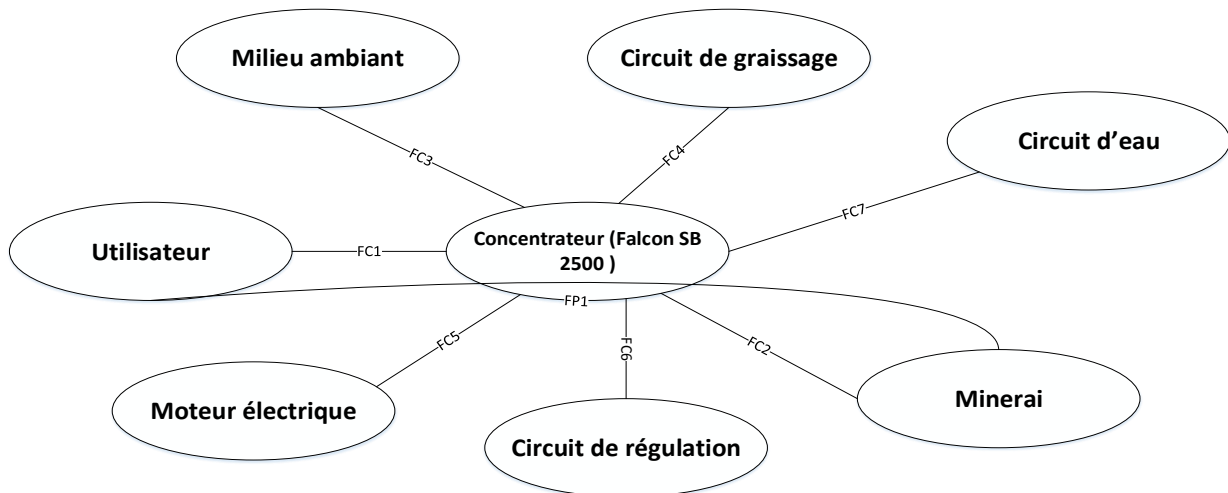 Milieu ambiant
Circuit de graissage
Circuit d’eau
FC3
FC4
FC7
Utilisateur
FC1
Concentrateur (Falcon SB
2500 )
FP1
FC5
FC6
FC2
Moteur électrique
Circuit de régulation
Minerai